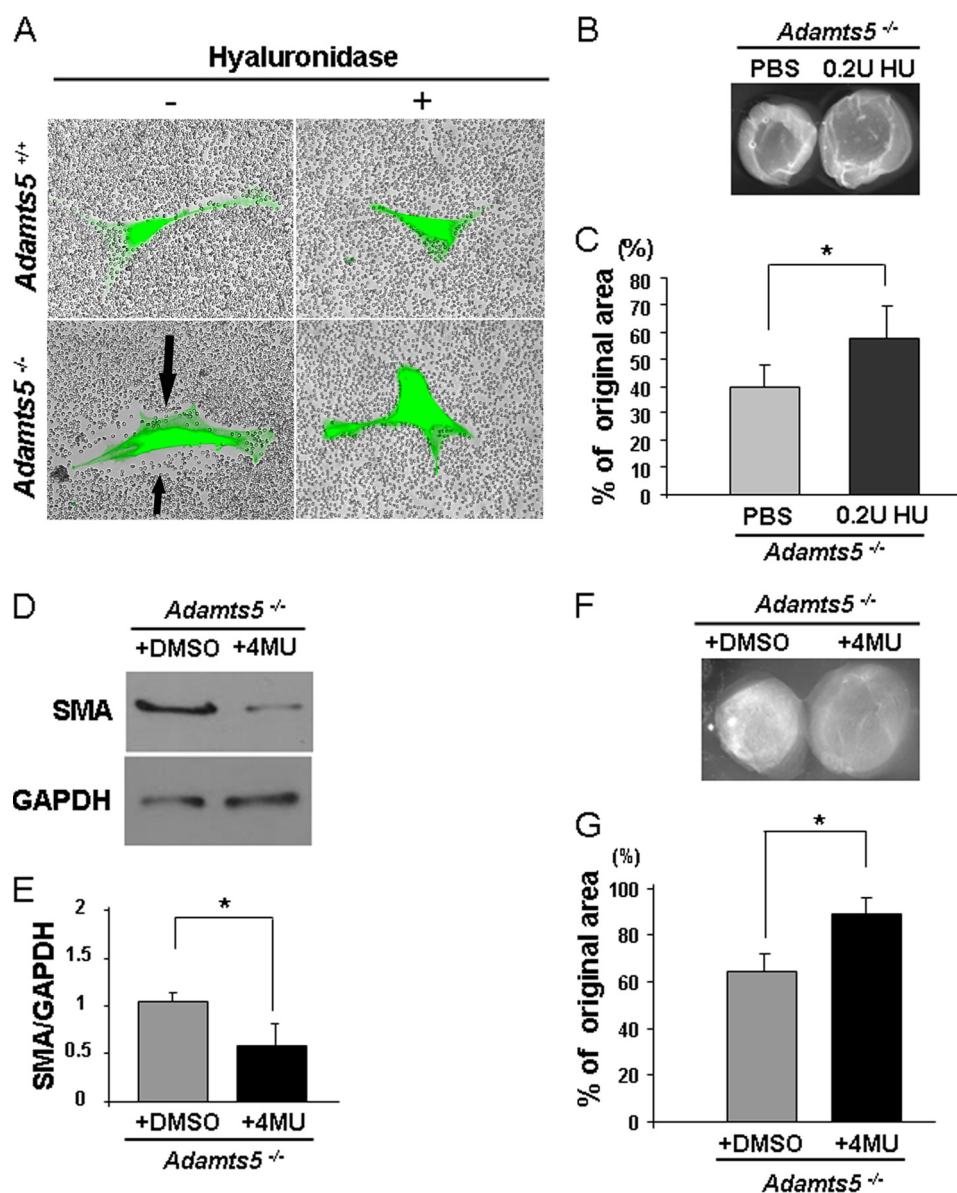 A
Hyaluronidase
- +
Adamts5 +/+
Adamts5 -/-
B
Adamts5 -/-
PBS 0.2U HU
C
(%)
*
% of original area
80
70
60
50
40
30
20
10
0
PBS 0.2U HU
Adamts5 -/-
D
Adamts5 -/-
+DMSO +4MU
SMA
GAPDH
E
*
SMA/GAPDH
2
1.5
1
0.5
0
+DMSO +4MU
Adamts5 -/-
F
Adamts5 -/-
+DMSO +4MU
G
(%)
*
% of original area
100
80
60
40
20
0
+DMSO +4MU
Adamts5 -/-